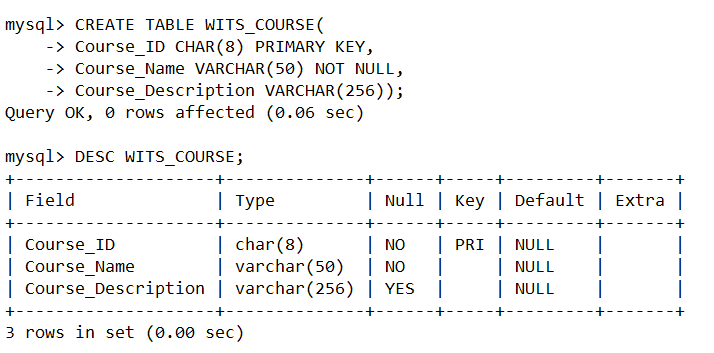 mysql> CREATE TABLE WITS_COURSE(
    -> Course_ID CHAR(8) PRIMARY KEY,
    -> Course_Name VARCHAR(50) NOT NULL,
    -> Course_Description VARCHAR(256));
Query OK, 0 rows affected (0.06 sec)

mysql> DESC WITS_COURSE;
+--------------------+--------------+------+-----+---------+-------+
| Field              | Type         | Null | Key | Default | Extra |
+--------------------+--------------+------+-----+---------+-------+
| Course_ID          | char(8)      | NO   | PRI | NULL    |       |
| Course_Name        | varchar(50)  | NO   |     | NULL    |       |
| Course_Description | varchar(256) | YES  |     | NULL    |       |
+--------------------+--------------+------+-----+---------+-------+
3 rows in set (0.00 sec)